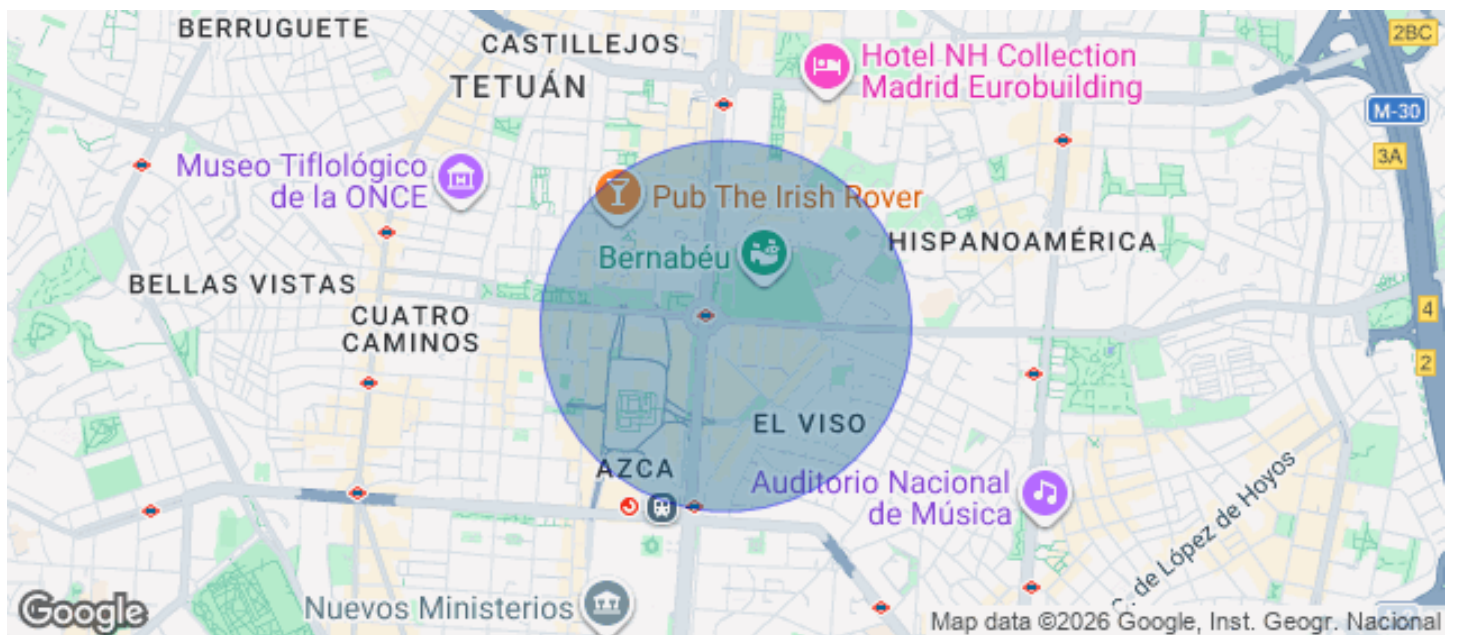 BERRUGUETE
CASTILLEJOS
TETUÁN
Hotel NH Collection
Madrid Eurobuilding
2BC
M-30
3A
Museo Tiflológico
de la ONCE
Pub The Irish Rover
Bernabéu
HISPANOAMÉRICA
BELLAS VISTAS
CUATRO
CAMINOS
4
2
EL VISO
AZCA
Auditorio Nacional
de Música
C. de López de Hoyos
Nuevos Ministerios
Google
Map data ©2026 Google, Inst. Geogr. Nacional